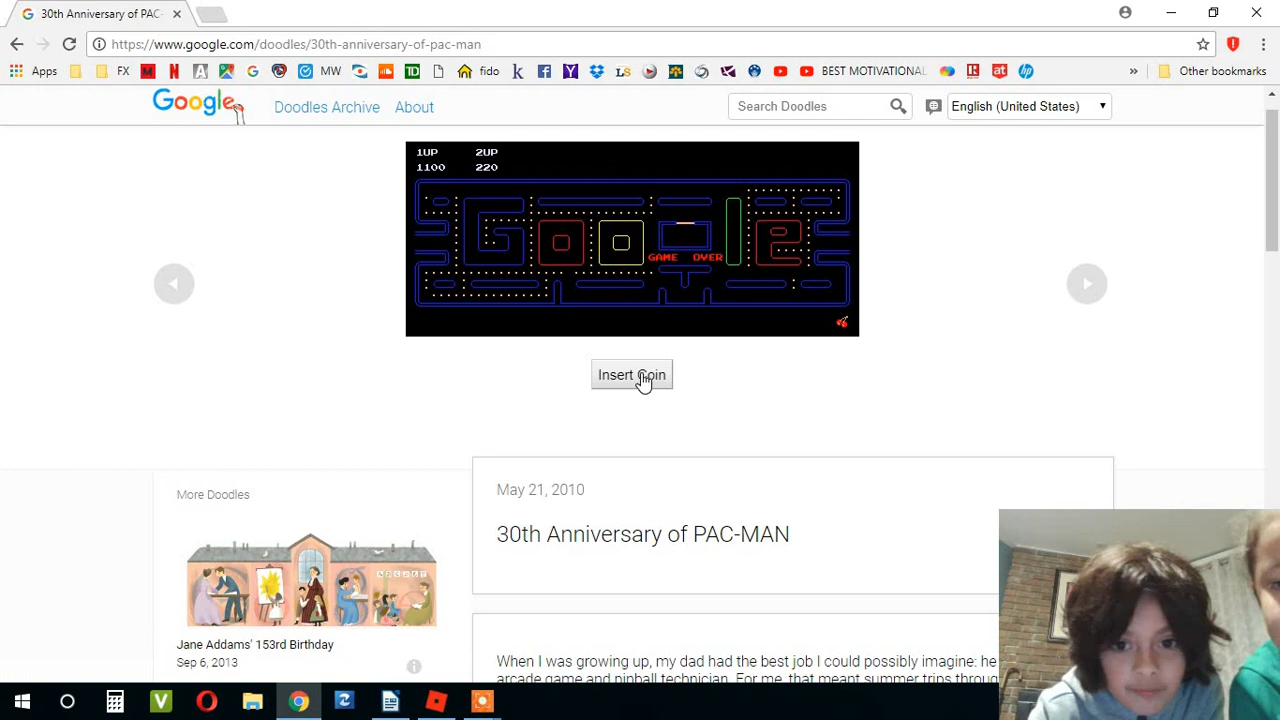 30th Anniversary of PAC-
https://www.google.com/doodles/30th-anniversary-of-pac-man
Apps FX MW fido BEST MOTIVATIONAL Other bookmarks
Google Doodles Archive About Search Doodles English (United States)
1UP 2UP
1100 220
GAME OVER
Insert Coin
May 21, 2010
More Doodles
30th Anniversary of PAC-MAN
Jane Addams' 153rd Birthday
Sep 6, 2013
When I was growing up, my dad had the best job I could possibly imagine: he
arcade game and pinball technician. For me, that meant summer trips throu